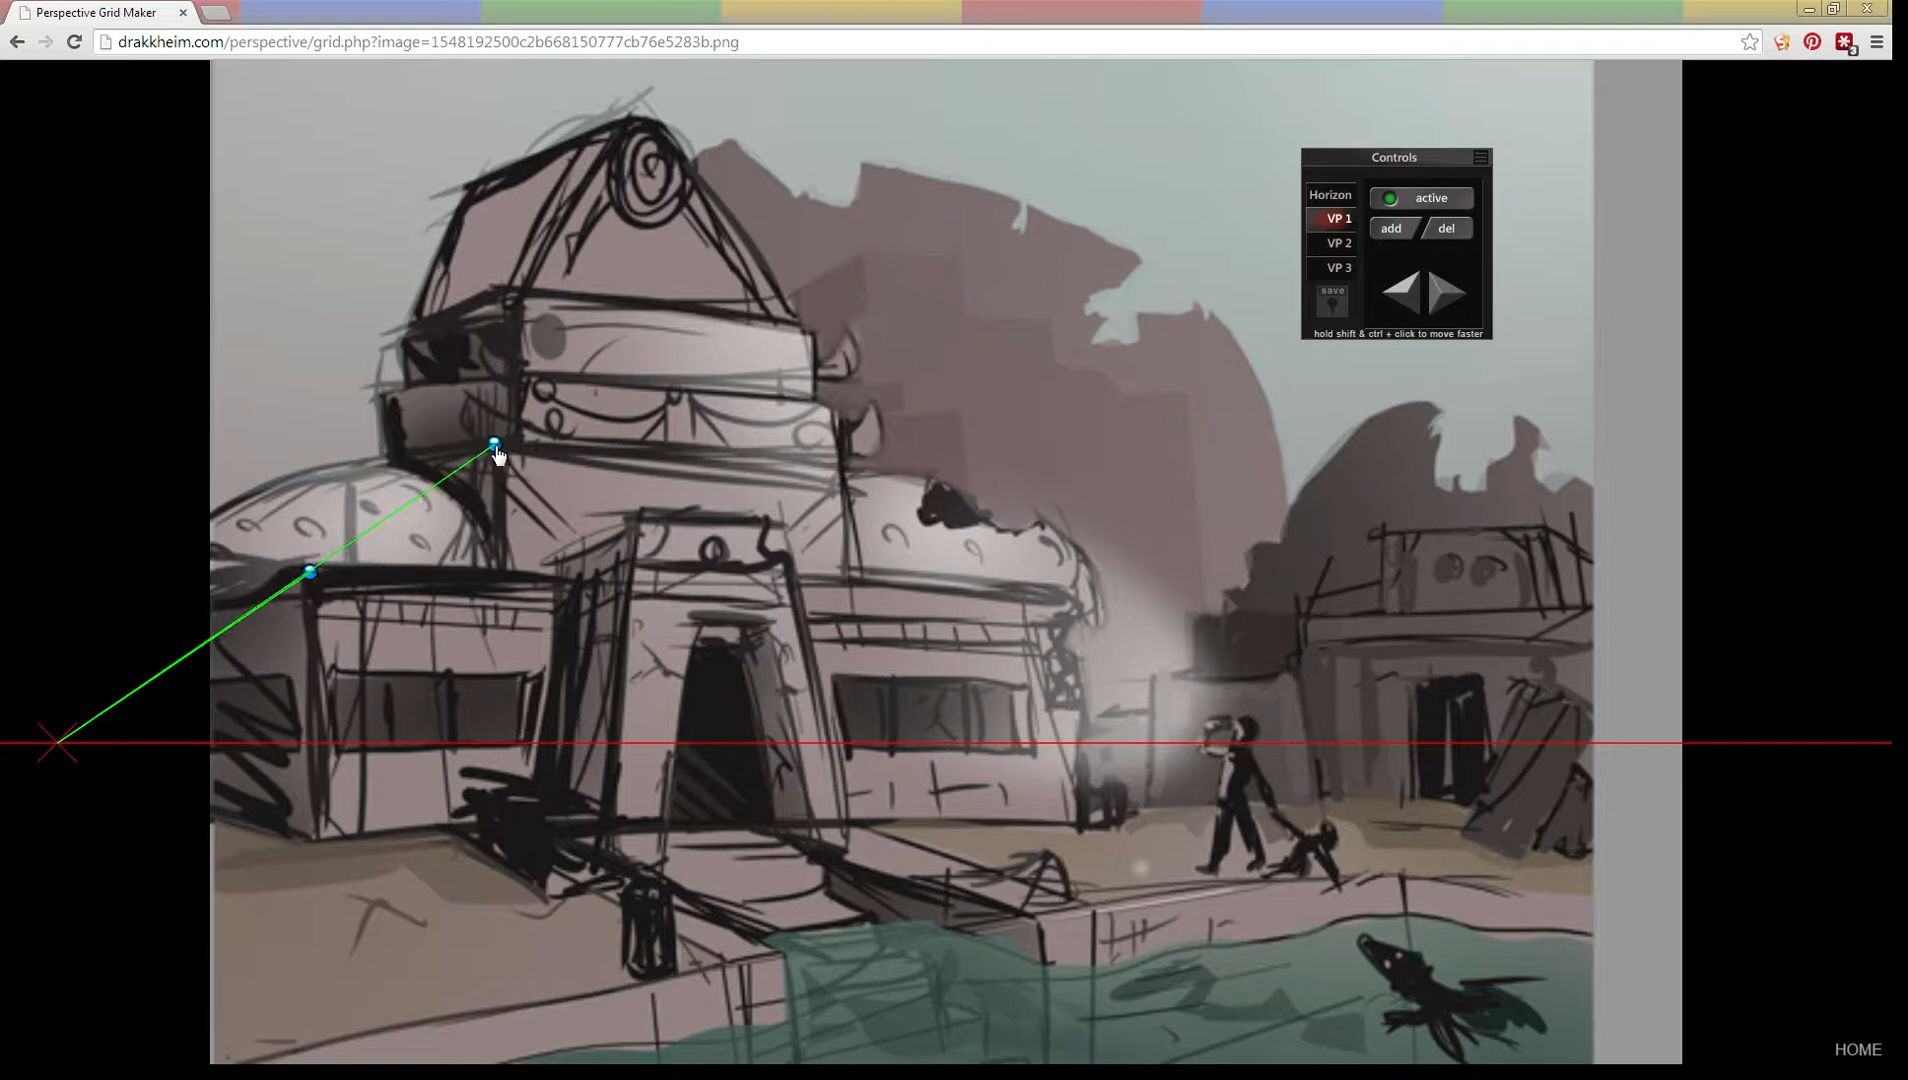 Perspective Grid Maker
drakkheim.com/perspective/grid.php?image=1548192500c2b668150777cb76e5283b.png
3
Controls
Horizon
active
VP 1
add
del
VP 2
VP 3
save
hold shift & ctrl + click to move faster
HOME